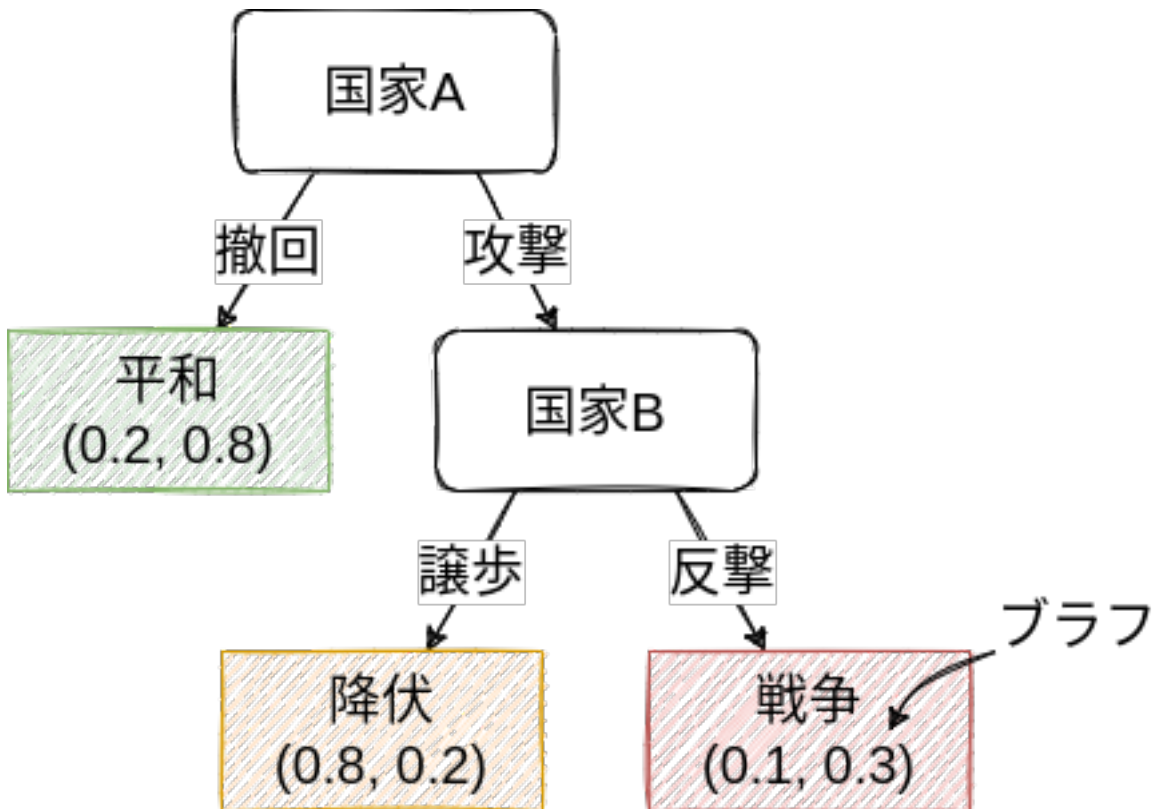 国家A
撤回
攻撃
平和
(0.2, 0.8)
国家B
譲歩
反撃
ブラフ
降伏
(0.8, 0.2)
戦争
(0.1, 0.3)